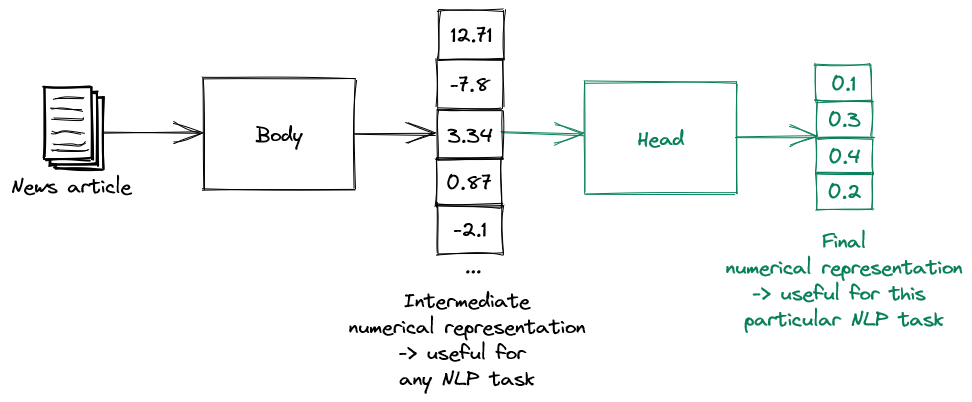 News article
Body
12.71
-7.8
3.34
0.87
-2.1
...
Intermediate
numerical representation
-> useful for
any NLP task
Head
0.1
0.3
0.4
0.2
Final
numerical representation
-> useful for this
particular NLP task